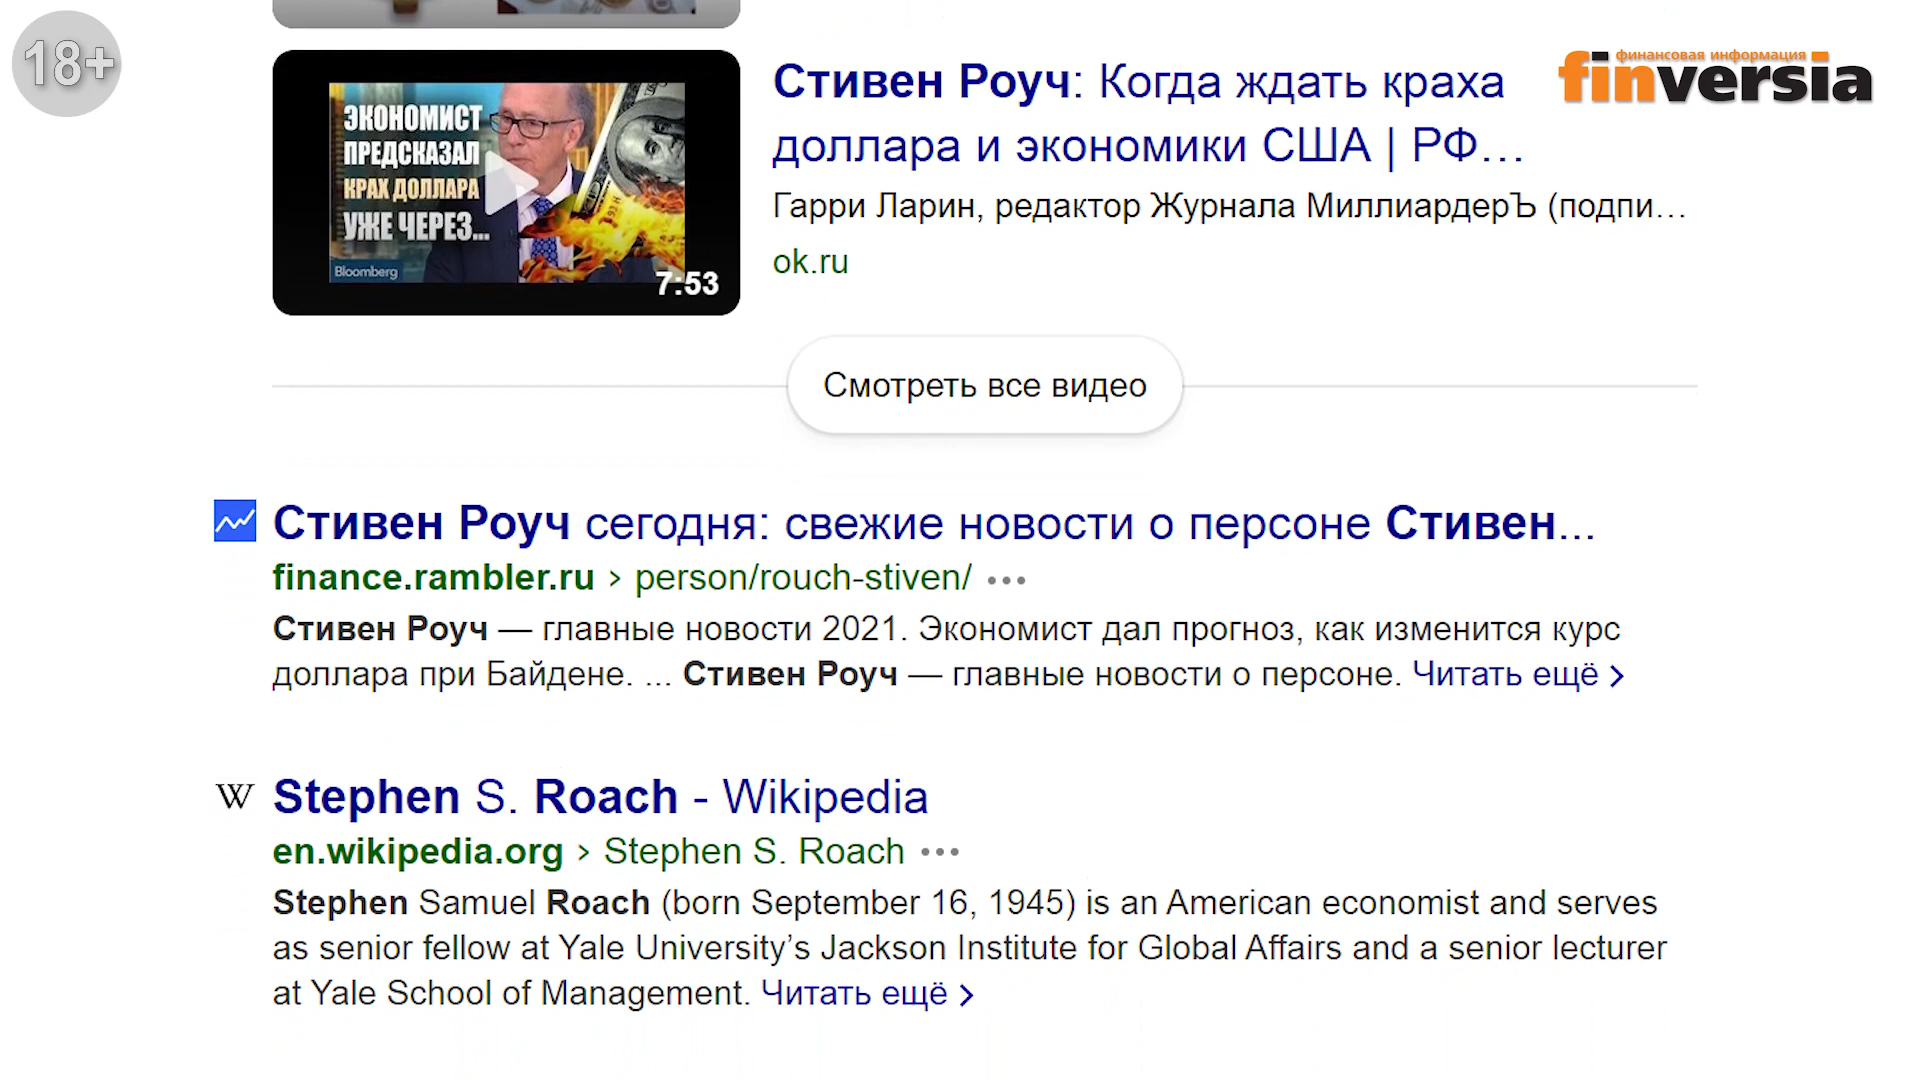 18+
финансовая информация
finversia
ЭКОНОМИСТ
ПРЕДСКАЗАЛ
КРАХ ДОЛЛАРА
УЖЕ ЧЕРЕЗ...
Bloomberg
7:53
Стивен Роуч: Когда ждать краха
доллара и экономики США | РФ...
Гарри Ларин, редактор Журнала МиллиардерЪ (подпи...
ok.ru
Смотреть все видео
Стивен Роуч сегодня: свежие новости о персоне Стивен...
finance.rambler.ru › person/rouch-stiven/ •••
Стивен Роуч — главные новости 2021. Экономист дал прогноз, как изменится курс
доллара при Байдене. ... Стивен Роуч — главные новости о персоне. Читать ещё >
W Stephen S. Roach - Wikipedia
en.wikipedia.org › Stephen S. Roach •••
Stephen Samuel Roach (born September 16, 1945) is an American economist and serves
as senior fellow at Yale University’s Jackson Institute for Global Affairs and a senior lecturer
at Yale School of Management. Читать ещё >